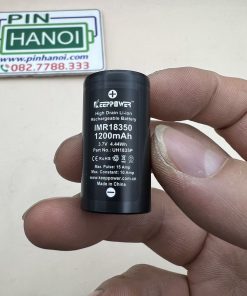 PIN
HANOI
pinhanoi.com
082.7788.333
KEEPPOWER
High Drain Li-ion
Rechargeable Battery
IMR18350
1200mAh
3.7V 4.44Wh
Part No.: UH1835P
Max. Pulse: 15 Amp
Max. Constant: 10 Amp
www.keeppower.com.cn
Made in China